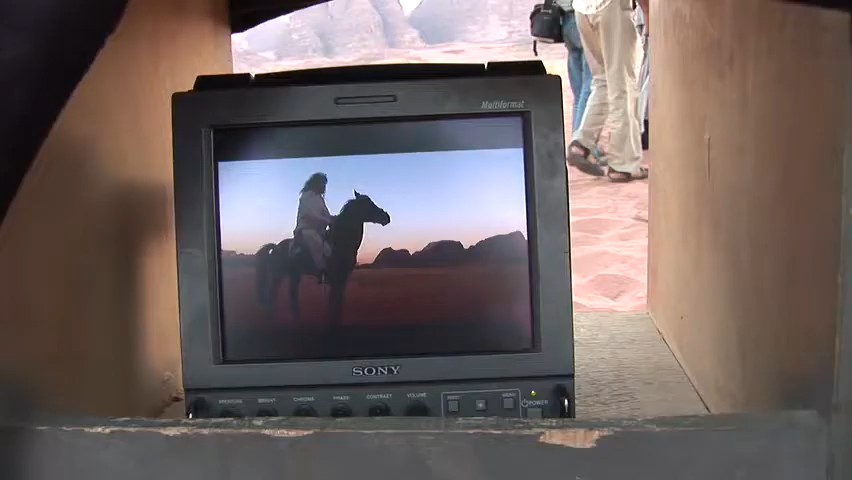 Multiformat
SONY
APERTURE BRIGHT CHROMA PHASE CONTRAST VOLUME
POWER